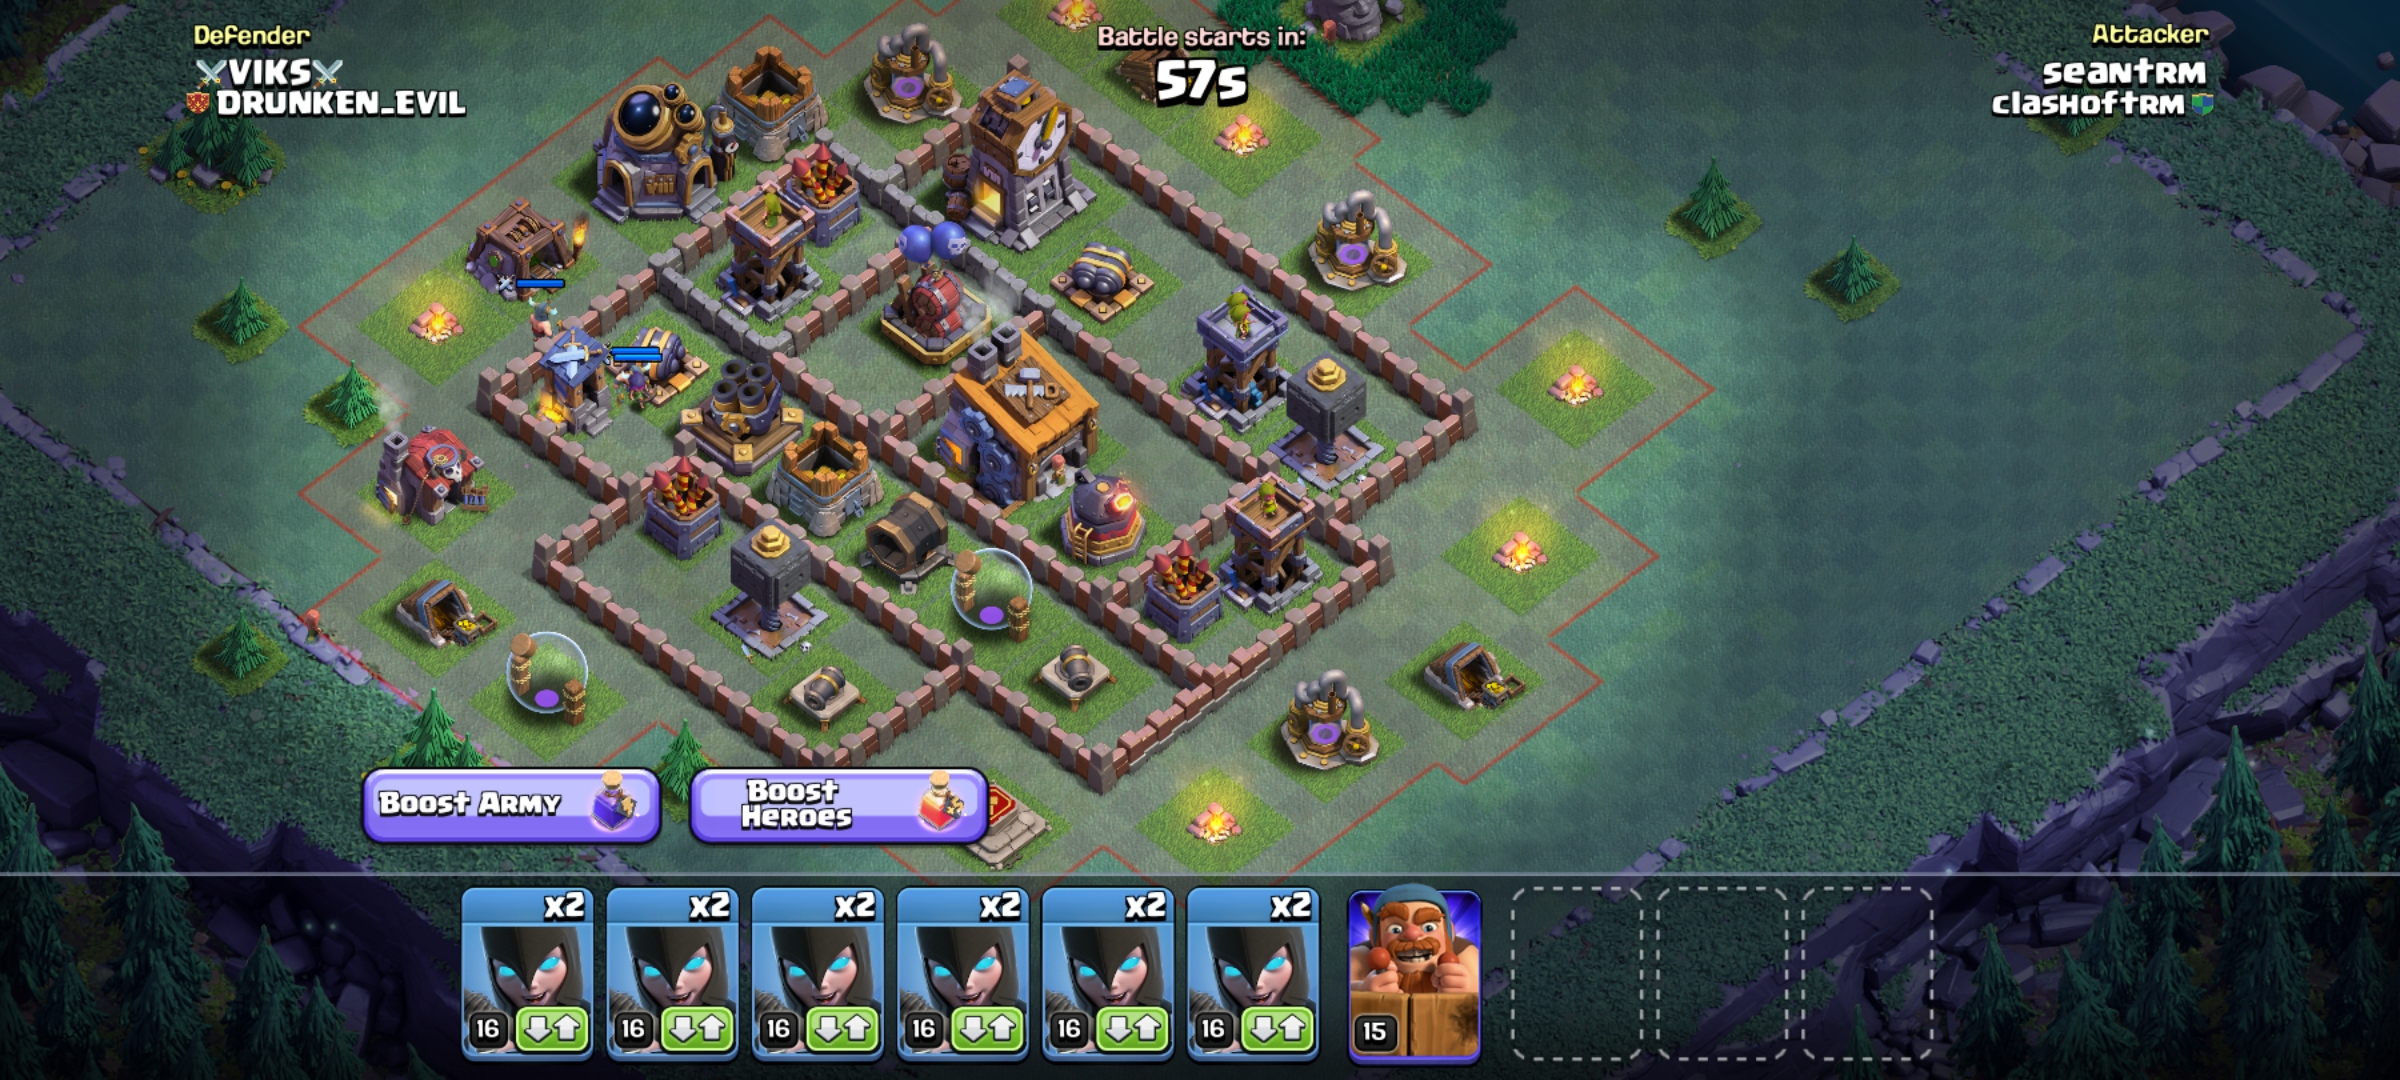 Defender
VIKS
DRUNKEN_EVIL
Battle starts in:
57s
Attacker
seantRM
clashoftRM
VIII
Boost Army
Boost
Heroes
x2
x2
x2
x2
x2
x2
16
16
16
16
16
16
15